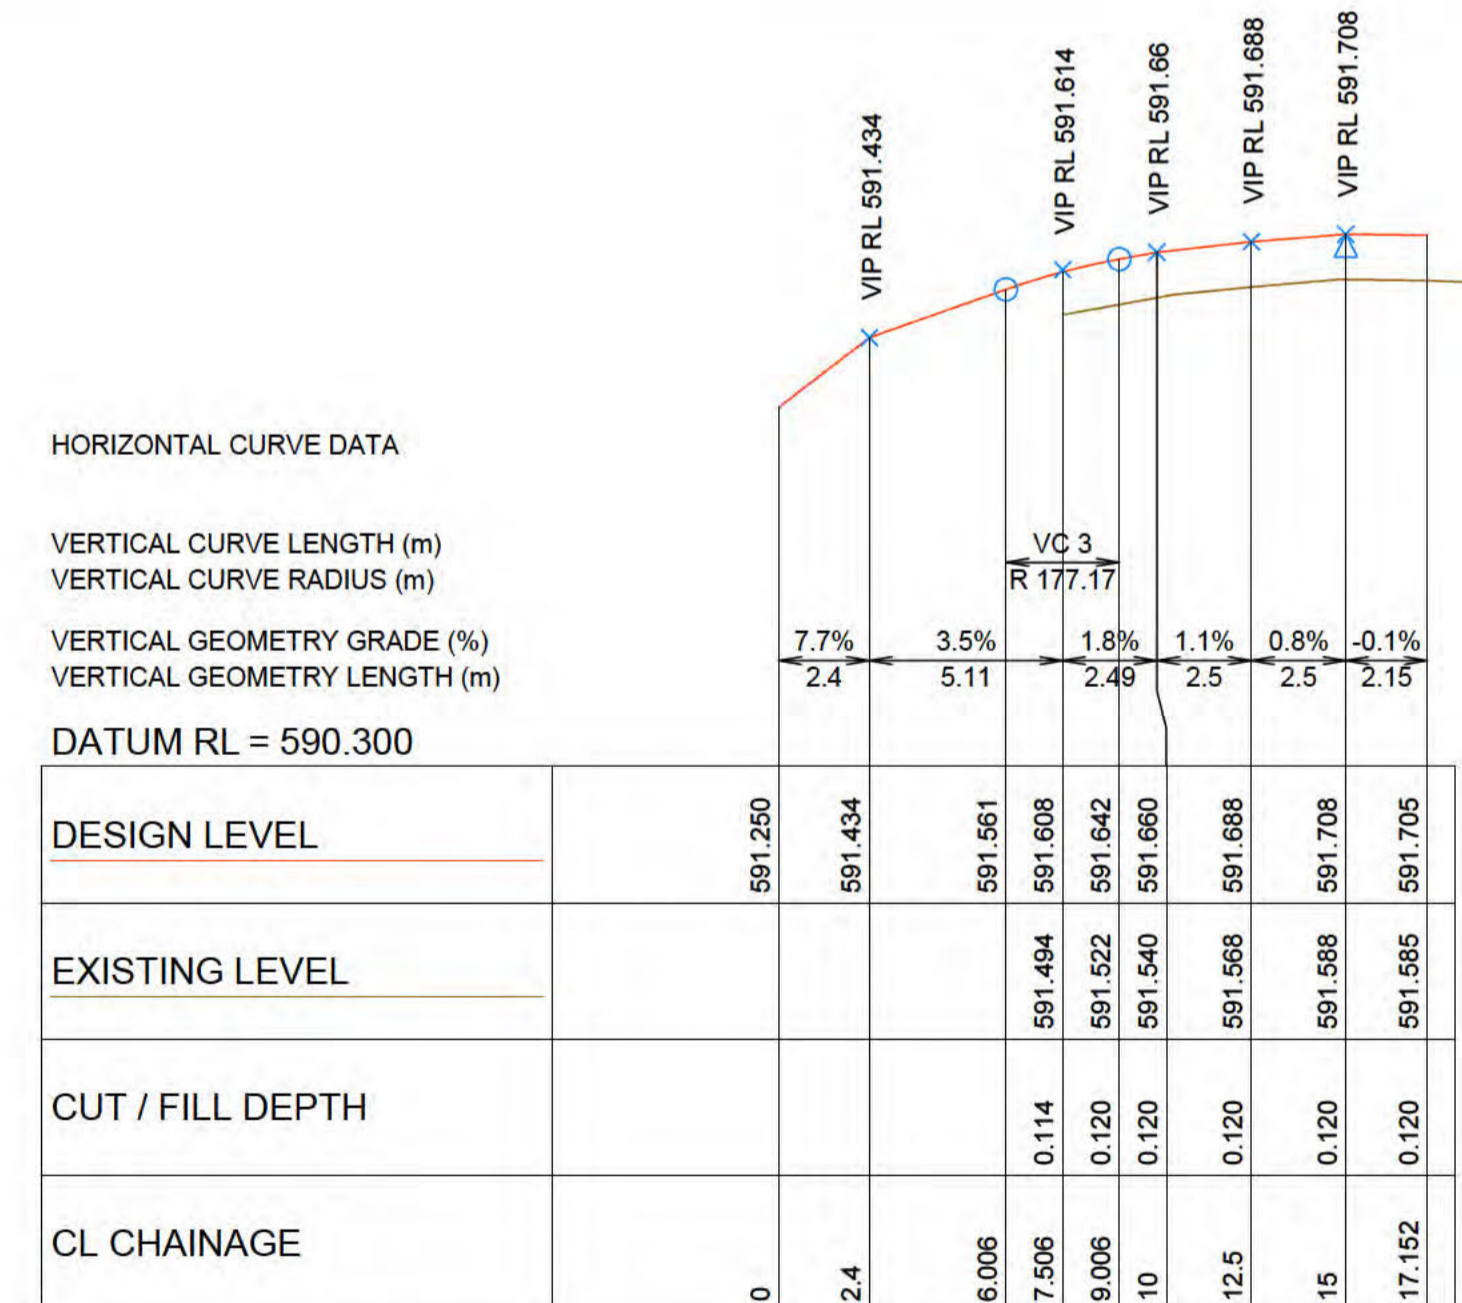 VIP RL 591.434
VIP RL 591.614
VIP RL 591.66
VIP RL 591.688
VIP RL 591.708
HORIZONTAL CURVE DATA
VERTICAL CURVE LENGTH (m) VC 3
VERTICAL CURVE RADIUS (m) R 177.17
VERTICAL GEOMETRY GRADE (%) 7.7% 3.5% 1.8% 1.1% 0.8% -0.1%
VERTICAL GEOMETRY LENGTH (m) 2.4 5.11 2.49 2.5 2.5 2.15
DATUM RL = 590.300
DESIGN LEVEL 591.250 591.434 591.561 591.608 591.642 591.660 591.688 591.708 591.705
EXISTING LEVEL 591.494 591.522 591.540 591.568 591.588 591.585
CUT / FILL DEPTH 0.114 0.120 0.120 0.120 0.120 0.120
CL CHAINAGE 0 2.4 6.006 7.506 9.006 10 12.5 15 17.152